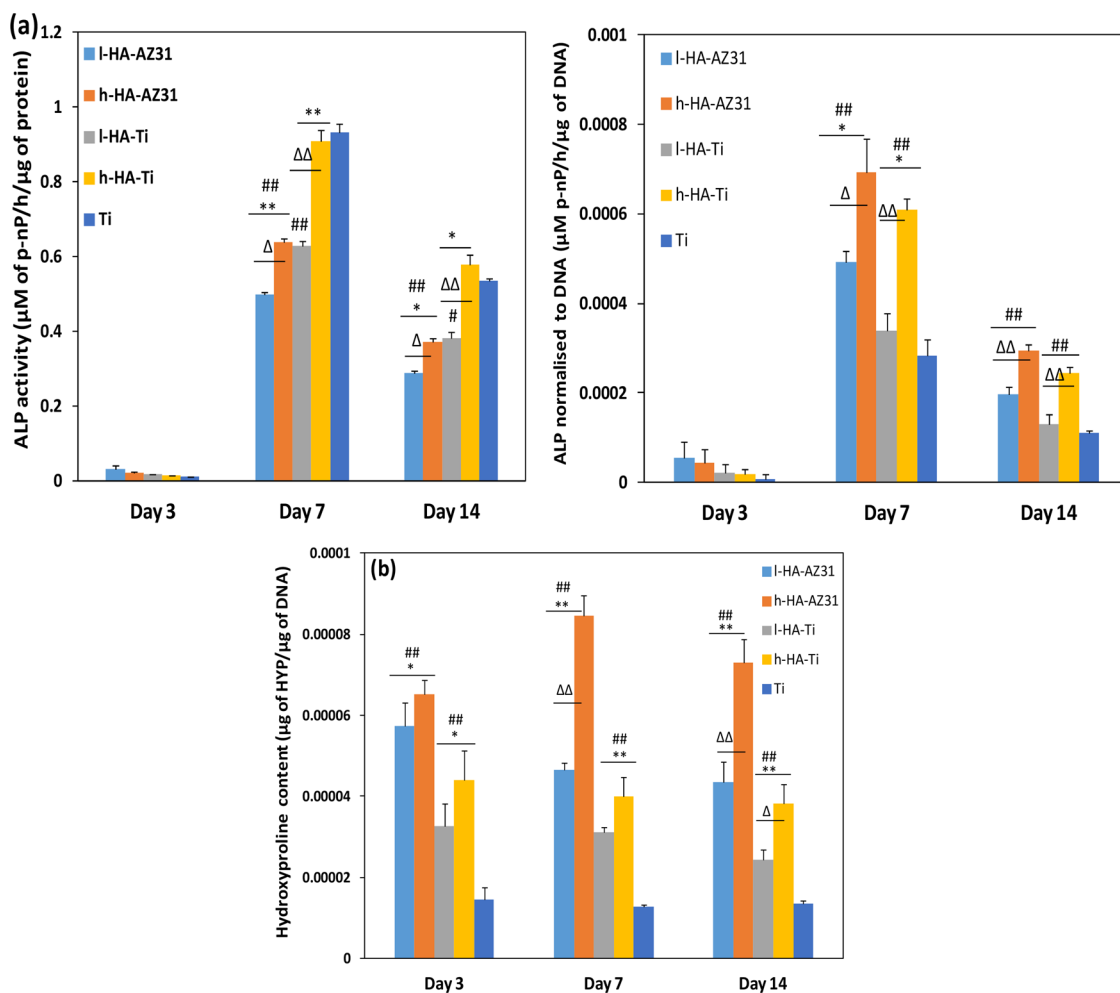 (a)
ALP activity (µM of p-nP/h/µg of protein)
1.2
1
0.8
0.6
0.4
0.2
0
l-HA-AZ31
h-HA-AZ31
l-HA-Ti
h-HA-Ti
Ti
##
**
Δ
##
ΔΔ
**
##
*
Δ
#
ΔΔ
*
Day 3 Day 7 Day 14
ALP normalised to DNA (µM p-nP/h/µg of DNA)
0.001
0.0008
0.0006
0.0004
0.0002
0
l-HA-AZ31
h-HA-AZ31
l-HA-Ti
h-HA-Ti
Ti
##
*
Δ
##
*
ΔΔ
##
ΔΔ
##
ΔΔ
Day 3 Day 7 Day 14
(b)
Hydroxyproline content (µg of HYP/µg of DNA)
0.0001
0.00008
0.00006
0.00004
0.00002
0
l-HA-AZ31
h-HA-AZ31
l-HA-Ti
h-HA-Ti
Ti
##
*
##
*
##
**
ΔΔ
##
**
##
**
ΔΔ
##
**
Δ
Day 3 Day 7 Day 14